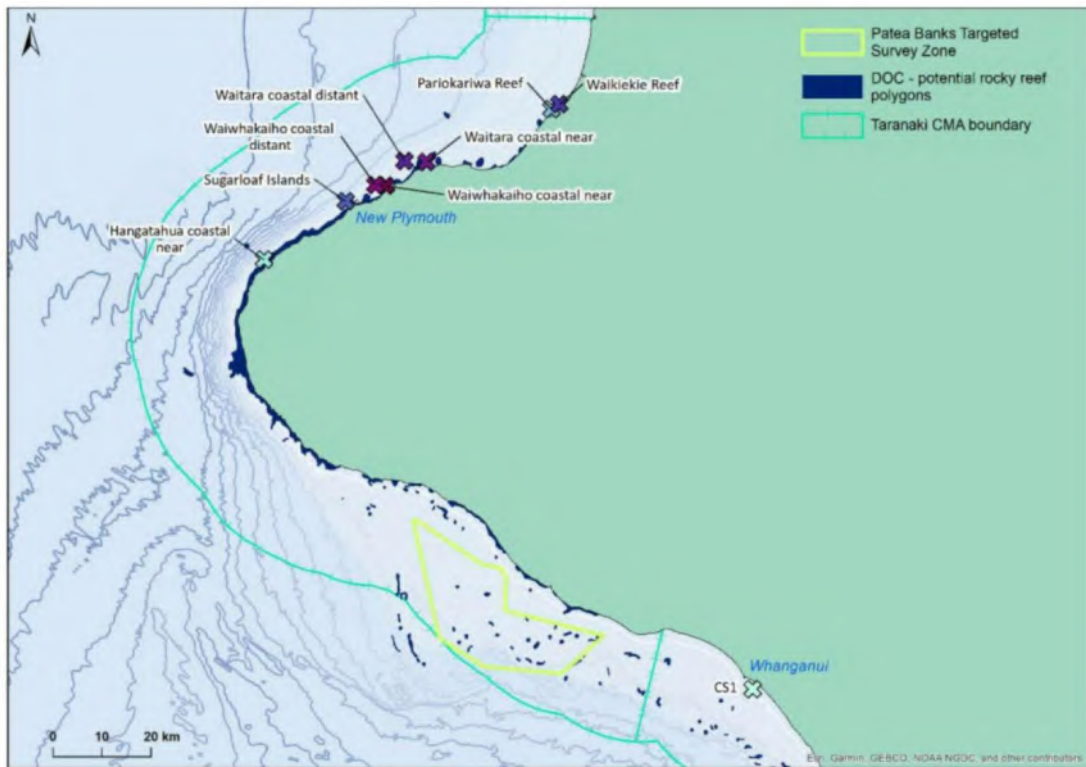 N
Patea Banks Targeted
Survey Zone
DOC - potential rocky reef
polygons
Taranaki CMA boundary
Pariokariwa Reef
Waikiekie Reef
Waitara coastal distant
Waiwhakaiho coastal
distant
Waitara coastal near
Sugarloaf Islands
Waiwhakaiho coastal near
New Plymouth
Hangatahua coastal
near
Whanganui
CS1
0 10 20 km
Esri, Garmin, GEBCO, NOAA NGDC, and other contributors